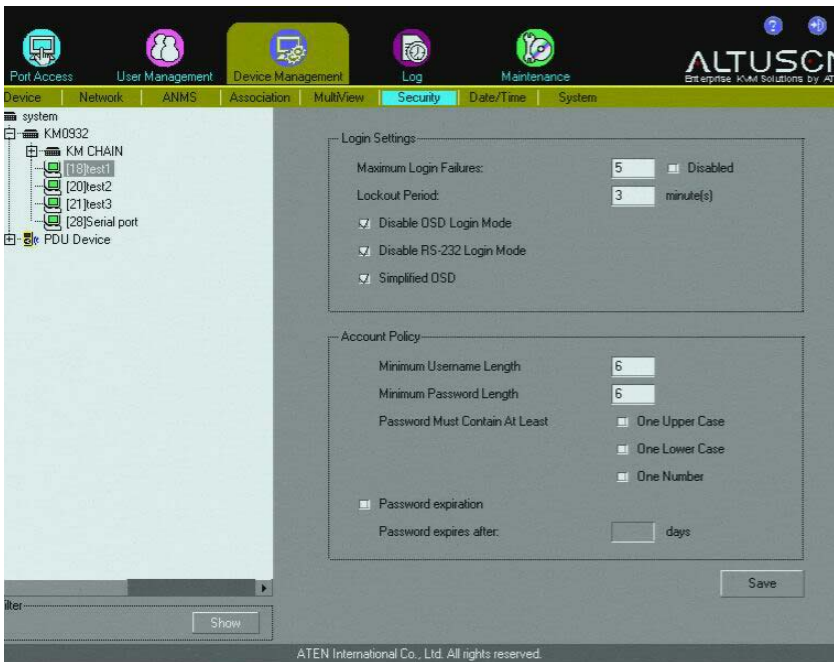 Port Access
User Management
Device Management
Log
Maintenance
ALTUSCN
Enterprise KVM Solutions by AT
Device
Network
ANMS
Association
MultiView
Security
Date/Time
System
system
KM0932
KM CHAIN
[18]test1
[20]test2
[21]test3
[28]Serial port
PDU Device
ilter
Show
Login Settings
Maximum Login Failures: 5 Disabled
Lockout Period: 3 minute(s)
Disable OSD Login Mode
Disable RS-232 Login Mode
Simplified OSD
Account Policy
Minimum Username Length 6
Minimum Password Length 6
Password Must Contain At Least One Upper Case
One Lower Case
One Number
Password expiration
Password expires after: days
Save
ATEN International Co., Ltd. All rights reserved.